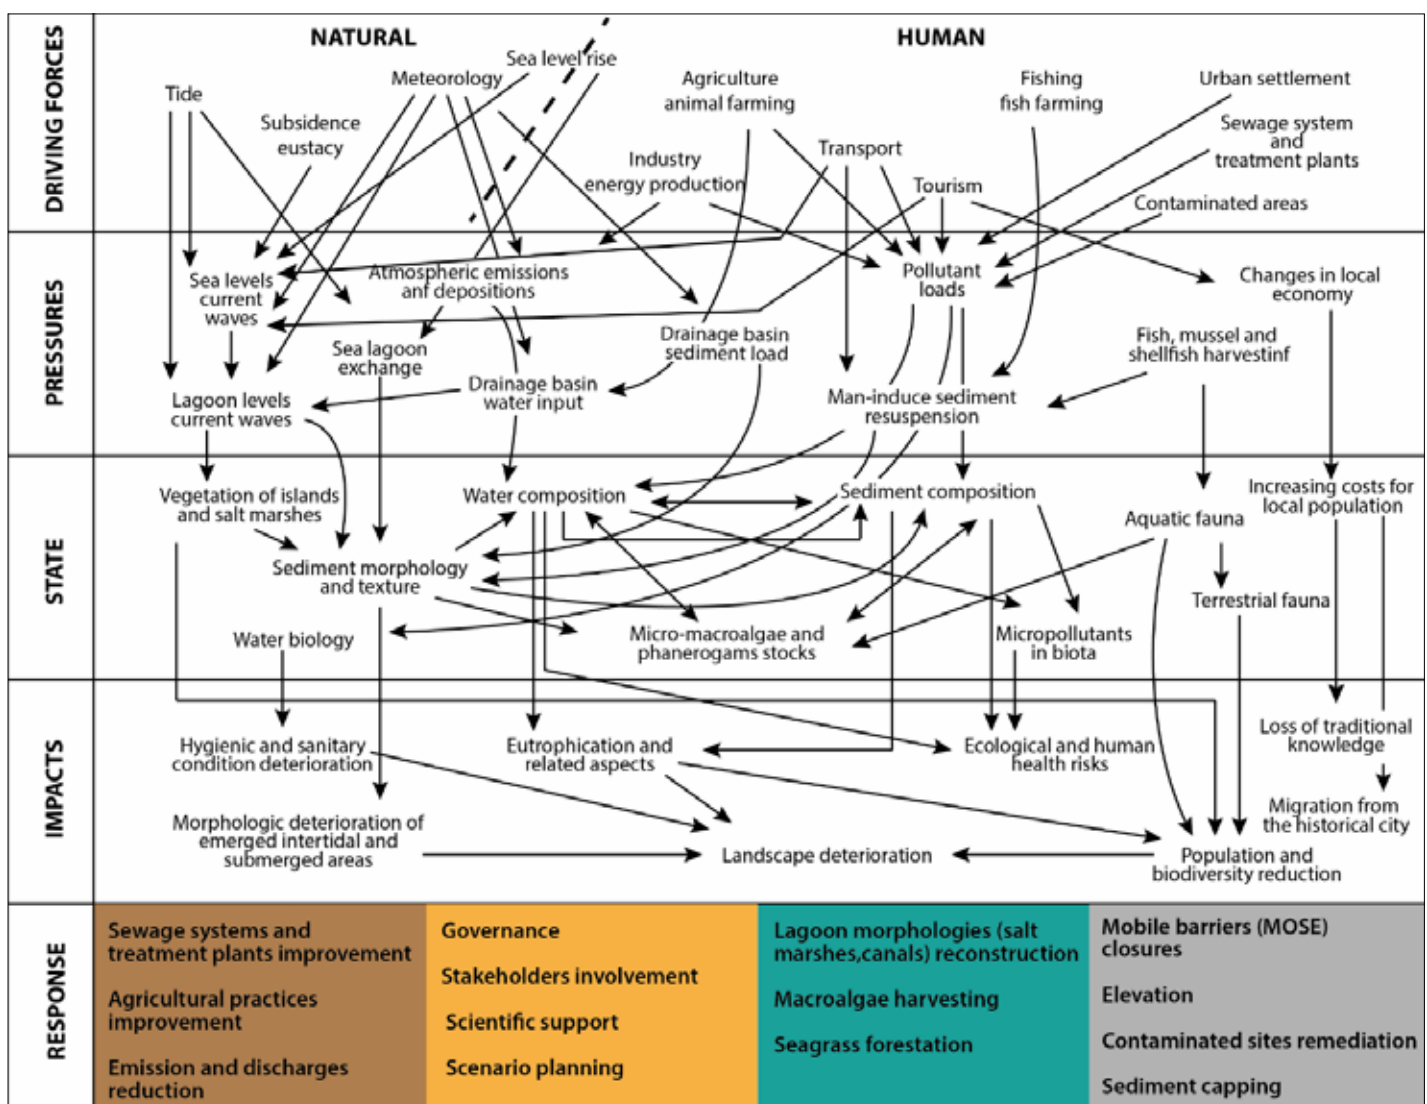 DRIVING FORCES
NATURAL
HUMAN
Tide
Subsidence
eustacy
Meteorology
Sea level rise
Agriculture
animal farming
Industry
energy production
Transport
Tourism
Fishing
fish farming
Urban settlement
Sewage system
and
treatment plants
Contaminated areas
PRESSURES
Sea levels
current
waves
Atmospheric emissions
anf depositions
Sea lagoon
exchange
Lagoon levels
current waves
Drainage basin
water input
Drainage basin
sediment load
Pollutant
loads
Man-induce sediment
resuspension
Changes in local
economy
Fish, mussel and
shellfish harvestinf
STATE
Vegetation of islands
and salt marshes
Water composition
Sediment composition
Increasing costs for
local population
Aquatic fauna
Sediment morphology
and texture
Terrestrial fauna
Water biology
Micro-macroalgae and
phanerogams stocks
Micropollutants
in biota
IMPACTS
Hygienic and sanitary
condition deterioration
Eutrophication and
related aspects
Ecological and human
health risks
Loss of traditional
knowledge
Morphologic deterioration of
emerged intertidal and
submerged areas
Landscape deterioration
Population and
biodiversity reduction
Migration from
the historical city
RESPONSE
Sewage systems and
treatment plants improvement
Agricultural practices
improvement
Emission and discharges
reduction
Governance
Stakeholders involvement
Scientific support
Scenario planning
Lagoon morphologies (salt
marshes,canals) reconstruction
Macroalgae harvesting
Seagrass forestation
Mobile barriers (MOSE)
closures
Elevation
Contaminated sites remediation
Sediment capping